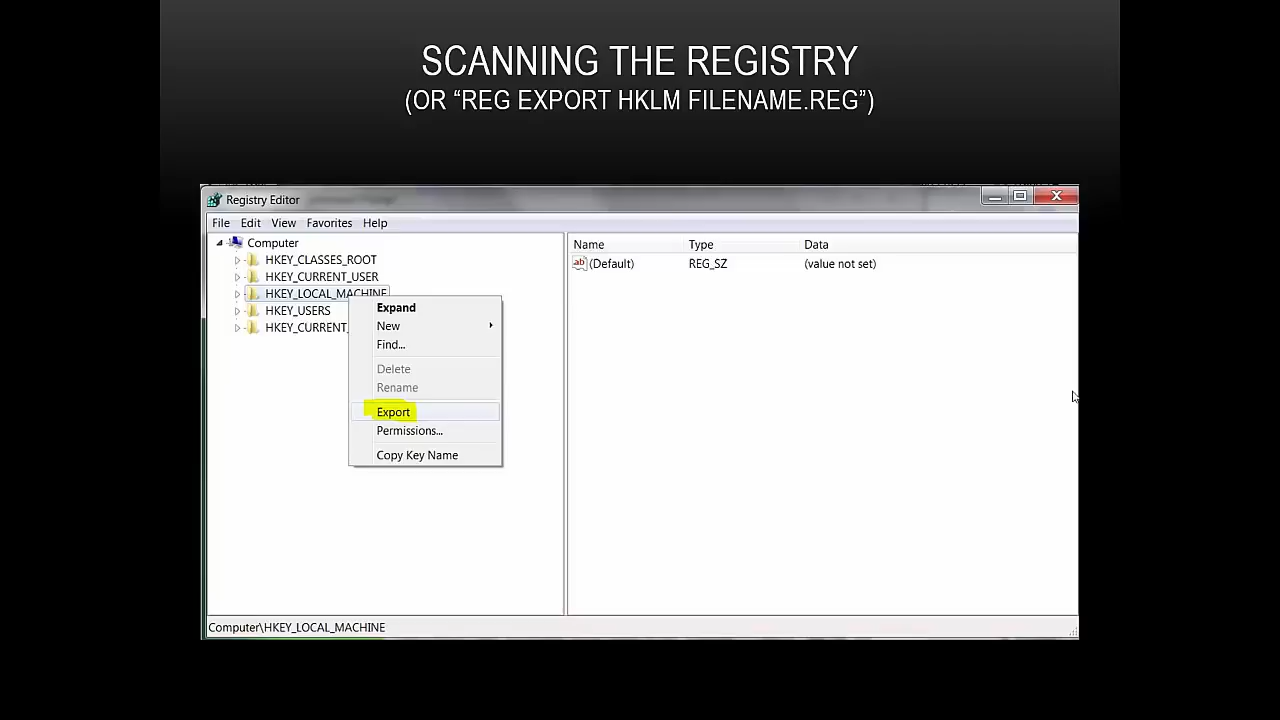 SCANNING THE REGISTRY
(OR “REG EXPORT HKLM FILENAME.REG”)
Registry Editor
File Edit View Favorites Help
Computer
HKEY_CLASSES_ROOT
HKEY_CURRENT_USER
HKEY_LOCAL_MACHINE
HKEY_USERS
HKEY_CURRENT_
Expand
New
Find...
Delete
Rename
Export
Permissions...
Copy Key Name
Name Type Data
ab (Default) REG_SZ (value not set)
Computer\HKEY_LOCAL_MACHINE